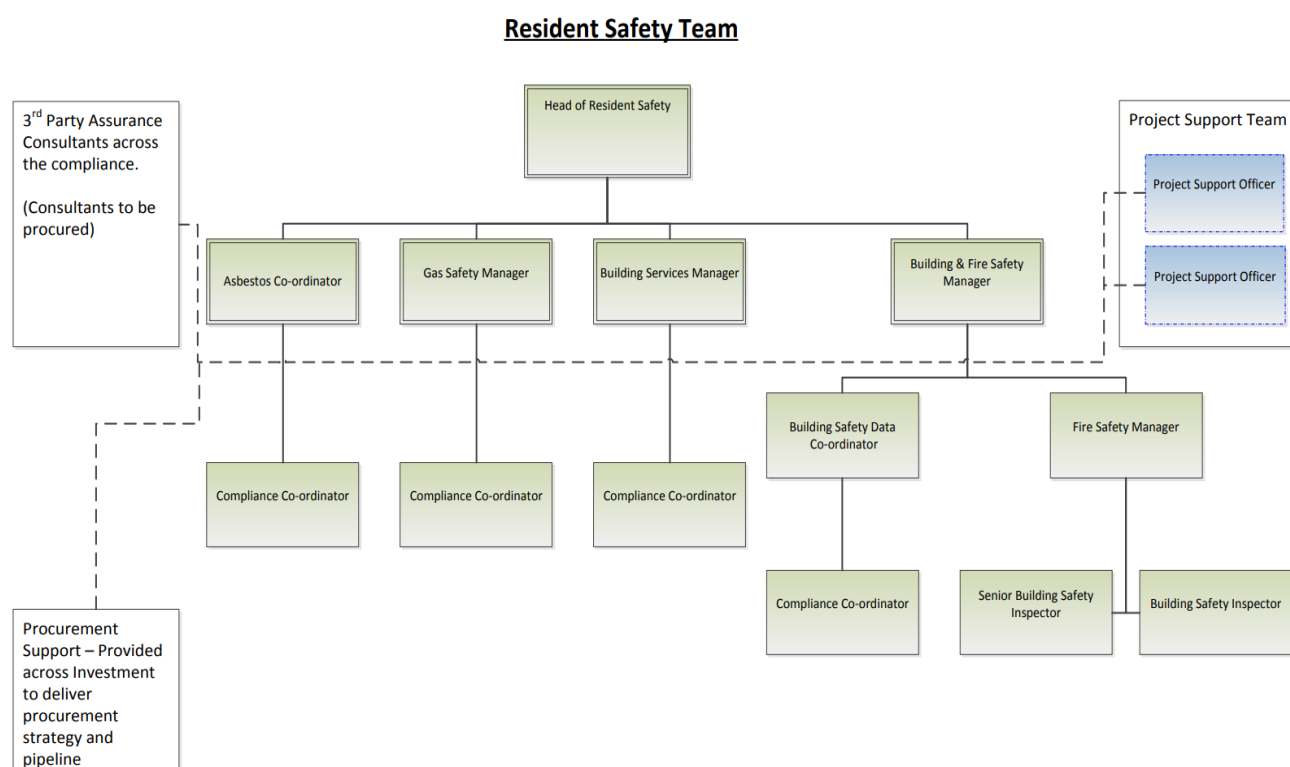 Resident Safety Team
3rd Party Assurance
Consultants across
the compliance.
(Consultants to be
procured)
Head of Resident Safety
Project Support Team
Project Support Officer
Project Support Officer
Asbestos Co-ordinator
Gas Safety Manager
Building Services Manager
Building & Fire Safety
Manager
Building Safety Data
Co-ordinator
Fire Safety Manager
Compliance Co-ordinator
Compliance Co-ordinator
Compliance Co-ordinator
Compliance Co-ordinator
Senior Building Safety
Inspector
Building Safety Inspector
Procurement
Support – Provided
across Investment
to deliver
procurement
strategy and
pipeline